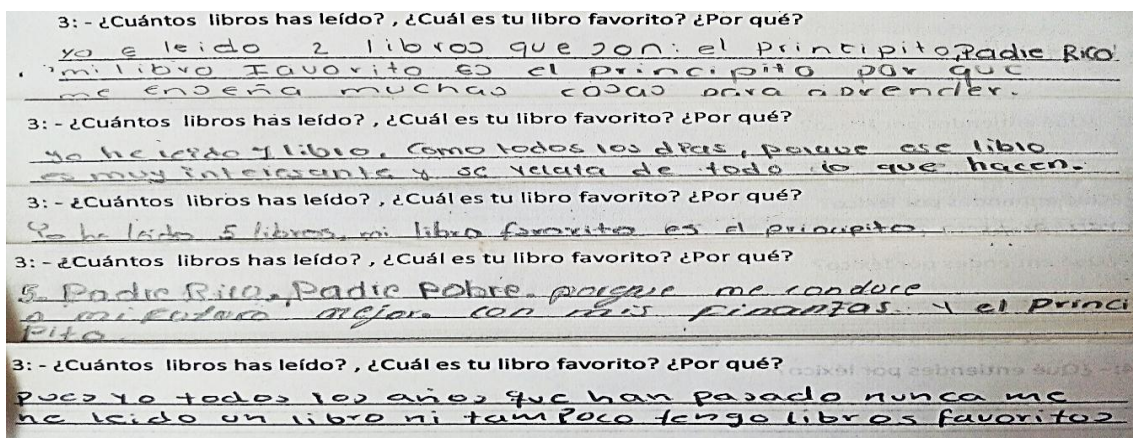 3: - ¿Cuántos libros has leído? , ¿Cuál es tu libro favorito? ¿Por qué?
yo e leido 2 libros que son: el principito, Padre Rico
mi libro Favorito es el principito por que
me enseña muchas cosas para aprender.
3: - ¿Cuántos libros has leído? , ¿Cuál es tu libro favorito? ¿Por qué?
yo he leido 1 libro, Como todos los dias, porque ese libro
es muy interesante y se relata de todo lo que hacen.
3: - ¿Cuántos libros has leído? , ¿Cuál es tu libro favorito? ¿Por qué?
Yo he leido 5 libros, mi libro favorito es el principito
3: - ¿Cuántos libros has leído? , ¿Cuál es tu libro favorito? ¿Por qué?
5. Padre Rico, Padre Pobre. porque me conduce
a mi futuro mejor con mis Finanzas y el Princi
pito
3: - ¿Cuántos libros has leído? , ¿Cuál es tu libro favorito? ¿Por qué?
pues yo todos los años que han pasado nunca me
he leido un libro ni tampoco tengo libros favoritos